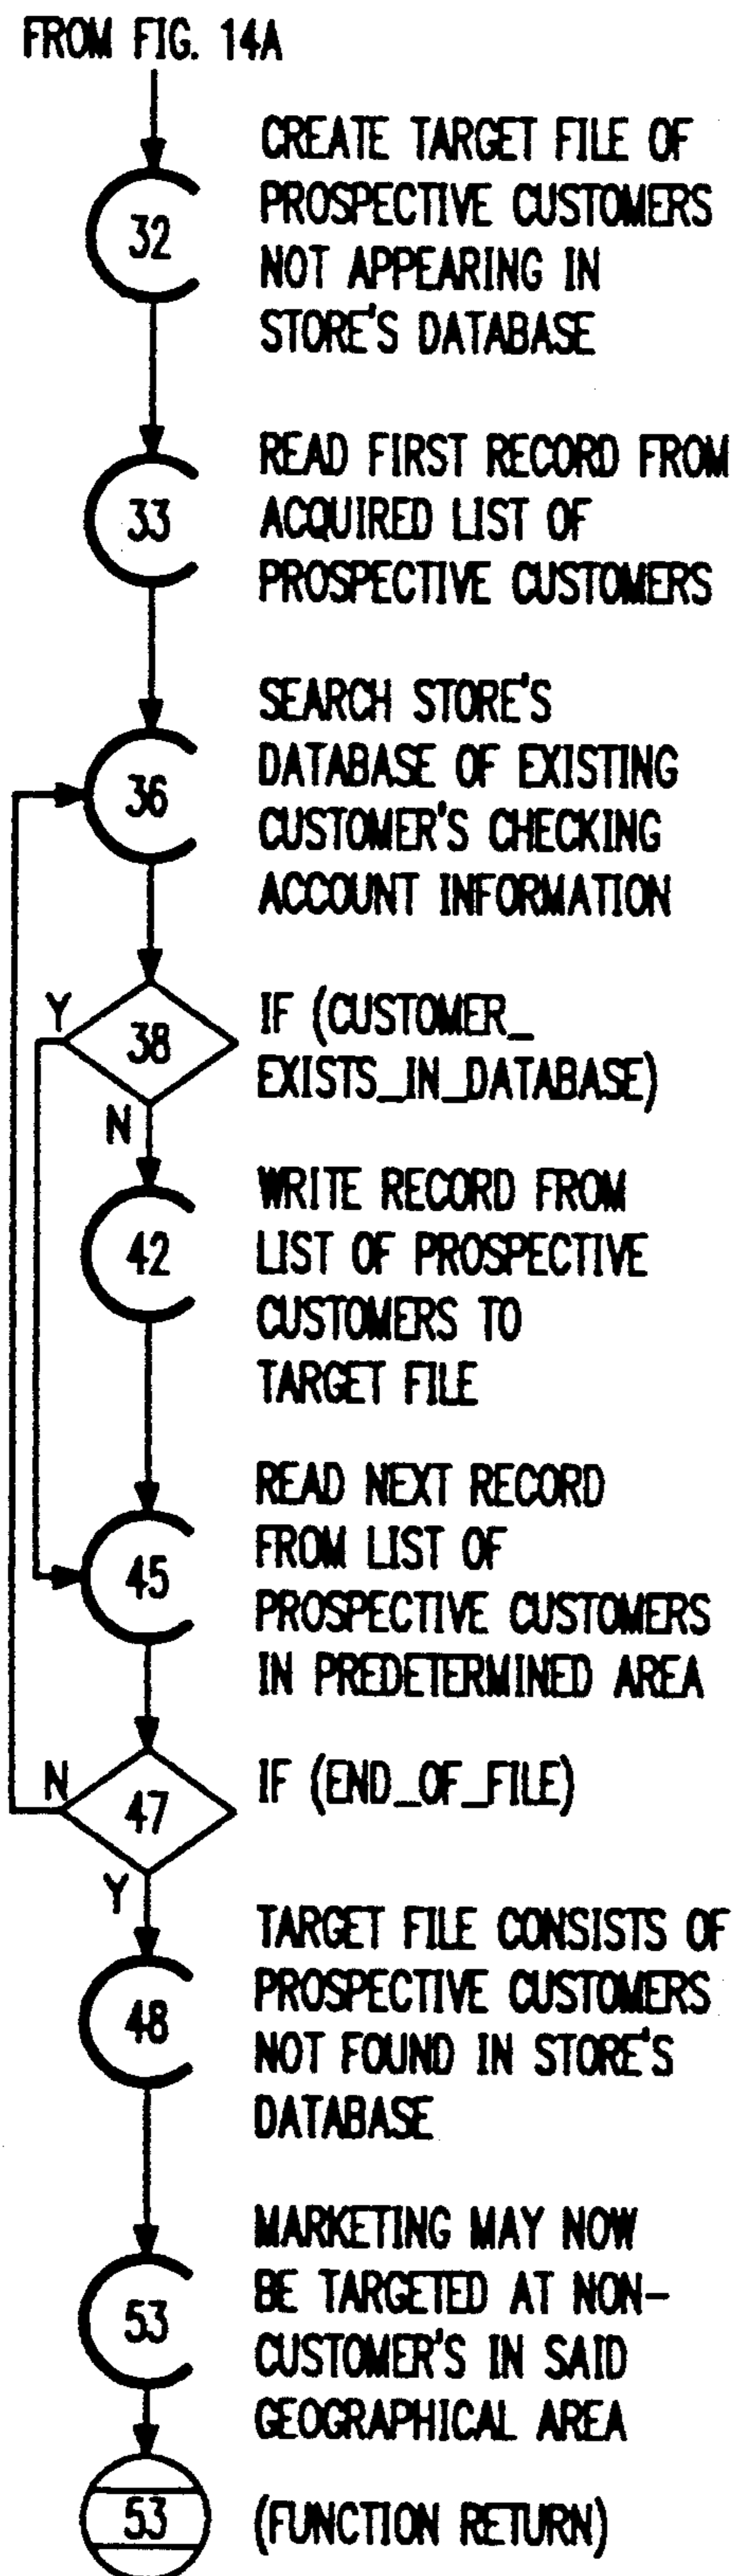 FROM FIG. 14A
32
CREATE TARGET FILE OF
PROSPECTIVE CUSTOMERS
NOT APPEARING IN
STORE'S DATABASE
33
READ FIRST RECORD FROM
ACQUIRED LIST OF
PROSPECTIVE CUSTOMERS
36
SEARCH STORE'S
DATABASE OF EXISTING
CUSTOMER'S CHECKING
ACCOUNT INFORMATION
Y
38
N
IF (CUSTOMER_
EXISTS_IN_DATABASE)
42
WRITE RECORD FROM
LIST OF PROSPECTIVE
CUSTOMERS TO
TARGET FILE
45
READ NEXT RECORD
FROM LIST OF
PROSPECTIVE CUSTOMERS
IN PREDETERMINED AREA
N
47
Y
IF (END_OF_FILE)
48
TARGET FILE CONSISTS OF
PROSPECTIVE CUSTOMERS
NOT FOUND IN STORE'S
DATABASE
53
MARKETING MAY NOW
BE TARGETED AT NON-
CUSTOMER'S IN SAID
GEOGRAPHICAL AREA
53
(FUNCTION RETURN)